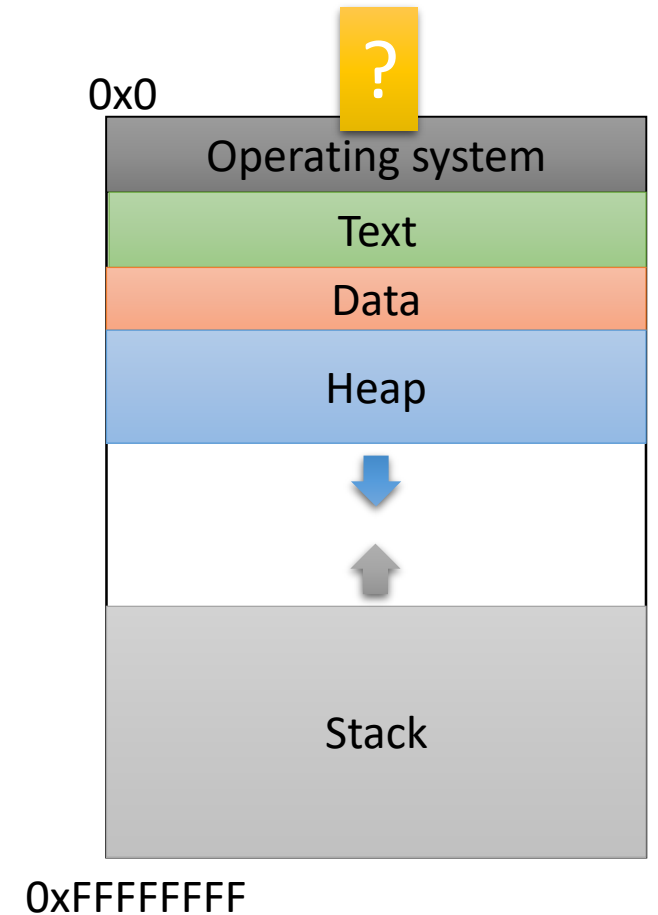 ?
0x0
Operating system
Text
Data
Heap
Stack
0xFFFFFFFF